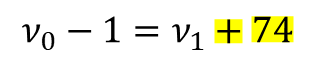 ν₀ − 1 = ν₁ + 74